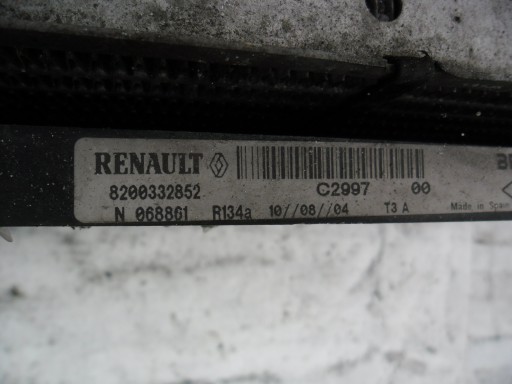 RENAULT
8200332852 C2997 00
N 068861 R134a 10//08//04 T3 A Made in Spain